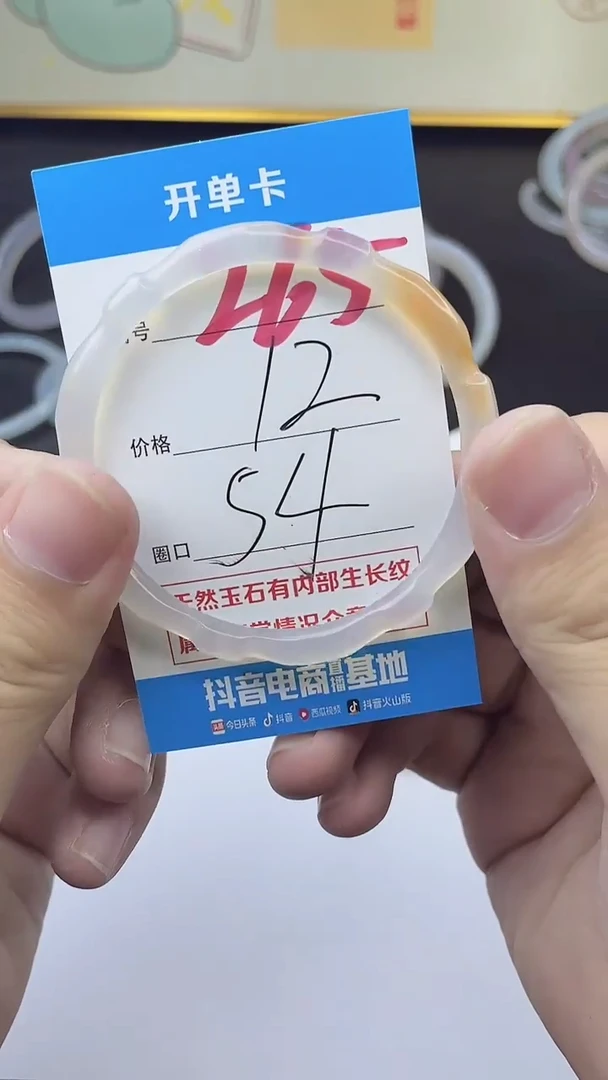 开单卡
号
价格 12
圈口 54
天然玉石有内部生长纹
属
抖音电商直播基地
今日头条 抖音 西瓜视频 抖音火山版